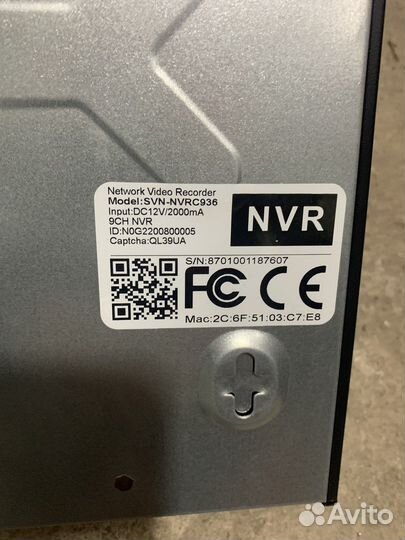 Network Video Recorder
Model:SVN-NVRC936
Input:DC12V/2000mA
9CH NVR
ID:N0G2200800005
Captcha:QL39UA
NVR
S/N:8701001187607
FC CE
Mac:2C:6F:51:03:C7:E8
Avito